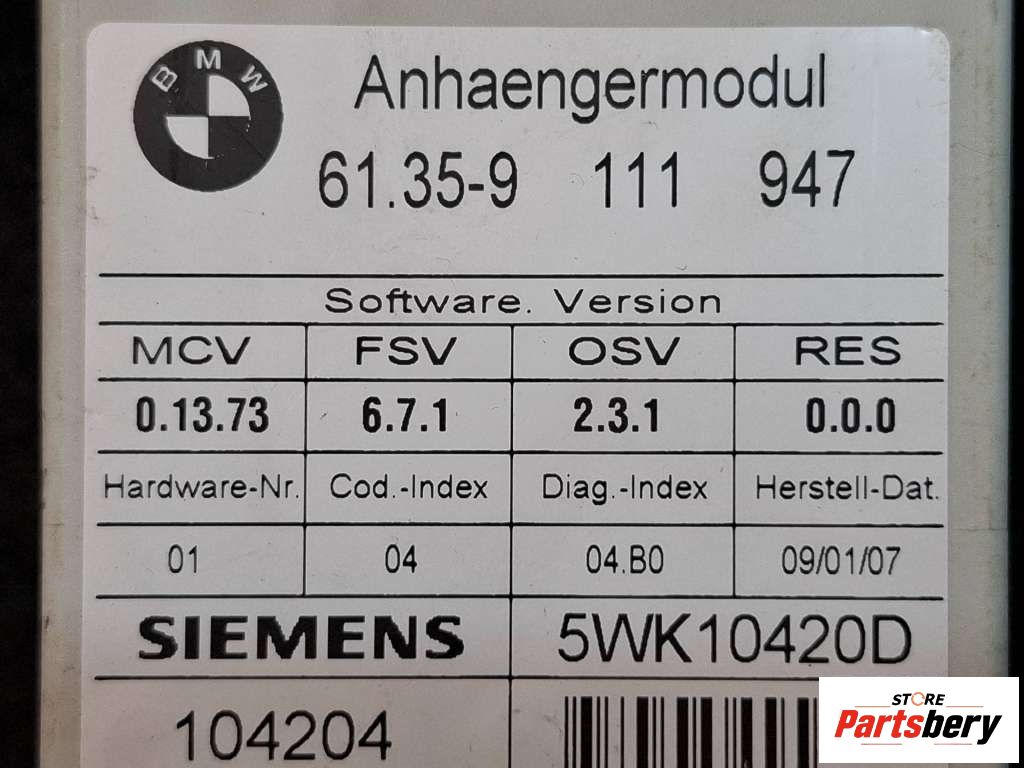 BMW
Anhaengermodul
61.35-9 111 947
Software. Version
MCV FSV OSV RES
0.13.73 6.7.1 2.3.1 0.0.0
Hardware-Nr. Cod.-Index Diag.-Index Herstell-Dat.
01 04 04.B0 09/01/07
SIEMENS 5WK10420D
104204
STORE
Partsbery